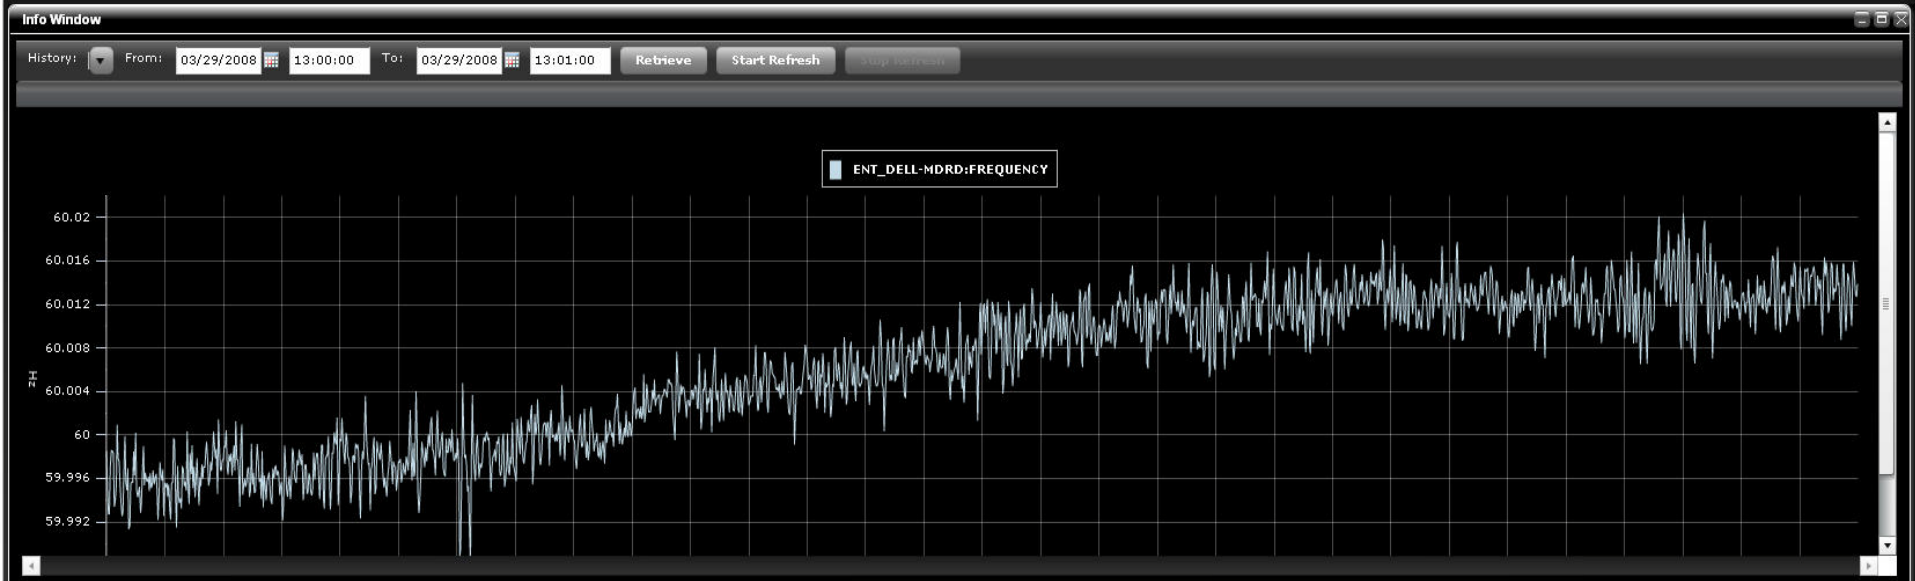 Info Window
History: From: 03/29/2008 13:00:00 To: 03/29/2008 13:01:00 Retrieve Start Refresh Stop Refresh
ENT_DELL-MDRD:FREQUENCY
60.02
60.016
60.012
60.008
Hz
60.004
60
59.996
59.992